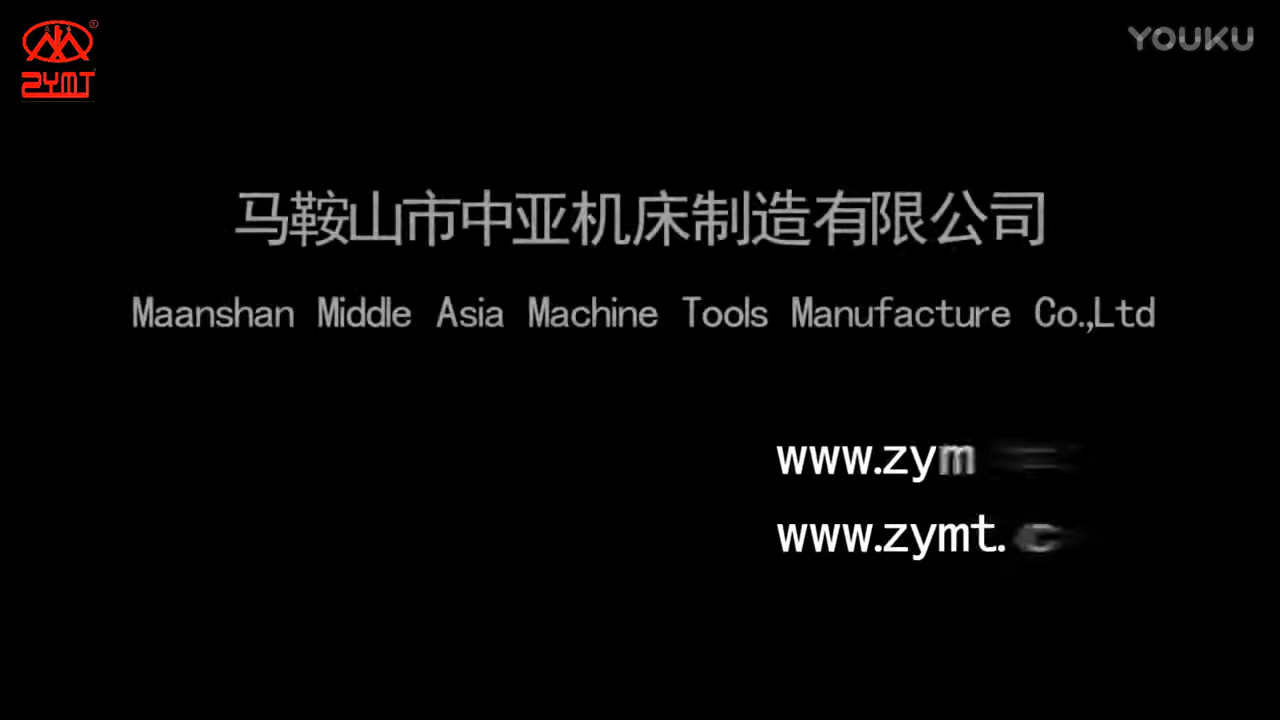 ZYMT
YOUKU
马鞍山市中亚机床制造有限公司
Maanshan Middle Asia Machine Tools Manufacture Co.,Ltd
www.zym
www.zymt.